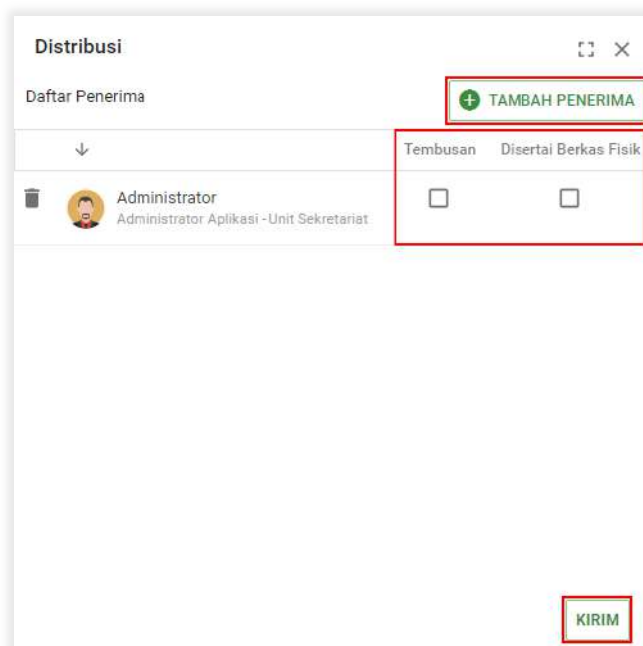 Distribusi
Daftar Penerima
TAMBAH PENERIMA
Tembusan Disertai Berkas Fisik
Administrator
Administrator Aplikasi - Unit Sekretariat
KIRIM